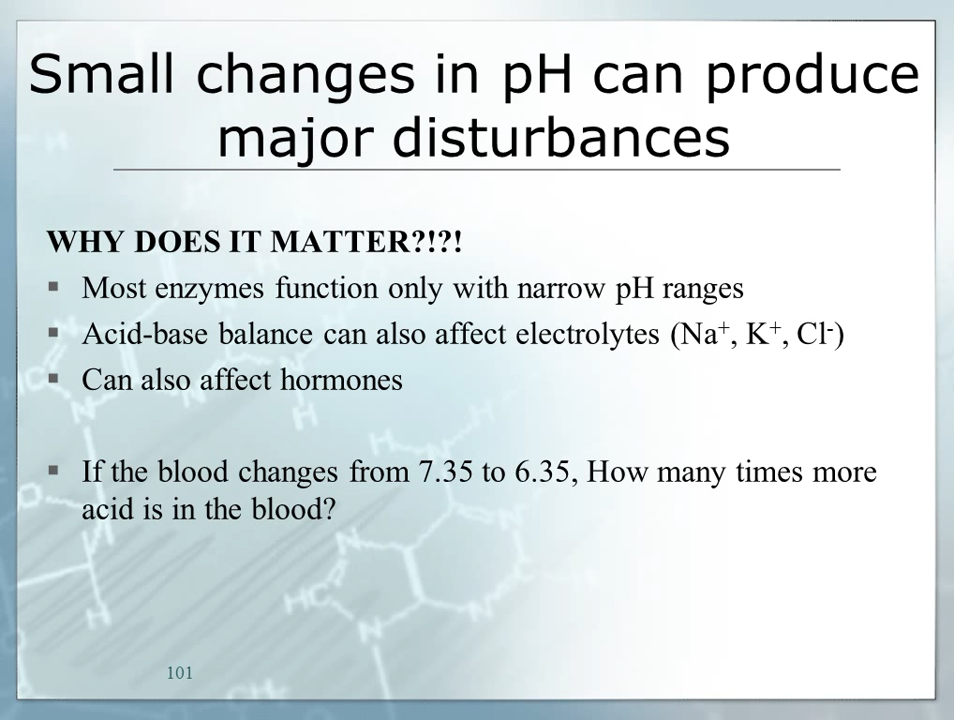 Small changes in pH can produce
major disturbances
WHY DOES IT MATTER?!?!
▪ Most enzymes function only with narrow pH ranges
▪ Acid-base balance can also affect electrolytes (Na⁺, K⁺, Cl⁻)
▪ Can also affect hormones
▪ If the blood changes from 7.35 to 6.35, How many times more
acid is in the blood?
HC
N
H
H
H
N
H
O
N
N
H
HC
N
N
101